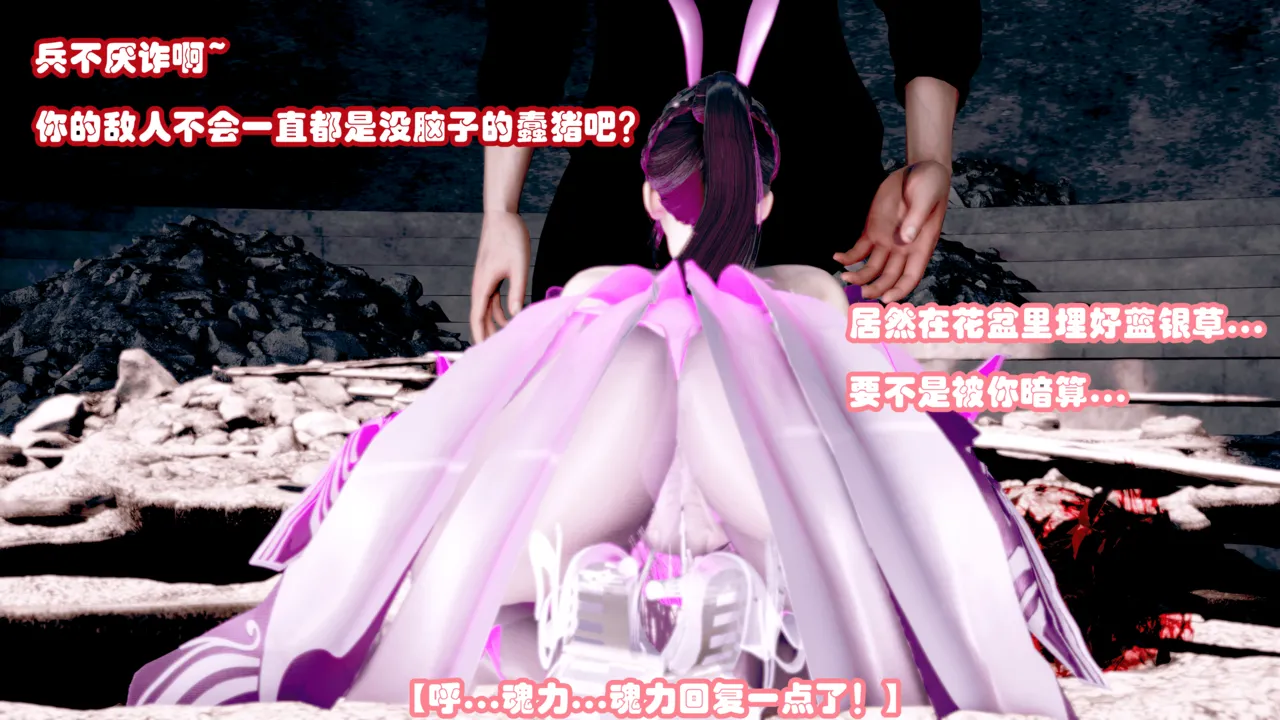 兵不厌诈啊~
你的敌人不会一直都是没脑子的蠢猪吧?
居然在花盆里埋好蓝银草...
要不是被你暗算...
【呼...魂力...魂力回复一点了!】